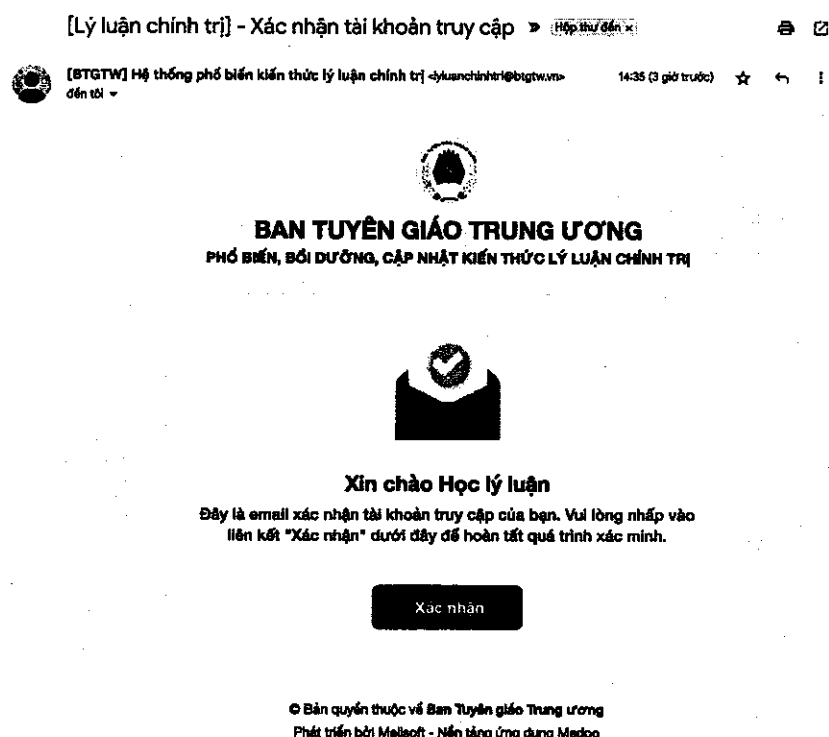 [Lý luận chính trị] - Xác nhận tài khoản truy cập
Hộp thư đến ×
[BTGTW] Hệ thống phổ biến kiến thức lý luận chính trị <lyluanchinhtri@btgtw.vn>
14:35 (3 giờ trước)
đến tôi
BAN TUYÊN GIÁO TRUNG ƯƠNG
PHỔ BIẾN, BỒI DƯỠNG, CẬP NHẬT KIẾN THỨC LÝ LUẬN CHÍNH TRỊ
Xin chào Học lý luận
Đây là email xác nhận tài khoản truy cập của bạn. Vui lòng nhấp vào
liên kết "Xác nhận" dưới đây để hoàn tất quá trình xác minh.
Xác nhận
© Bản quyền thuộc về Ban Tuyên giáo Trung ương
Phát triển bởi - Nền tảng ứng dụng